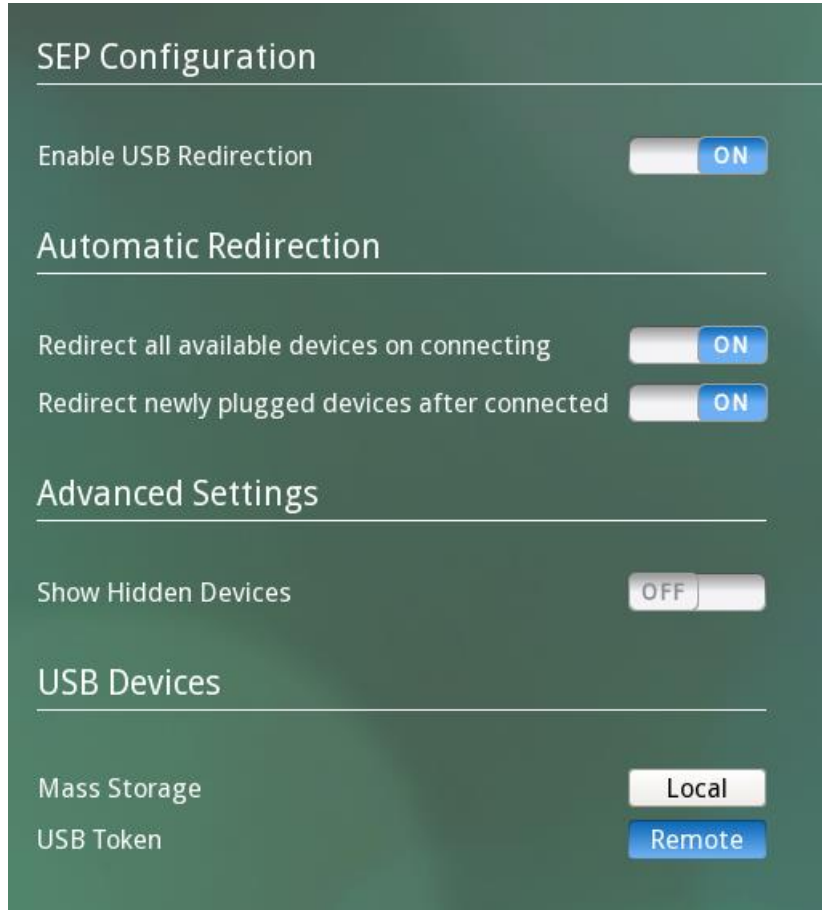 SEP Configuration
Enable USB Redirection ON
Automatic Redirection
Redirect all available devices on connecting ON
Redirect newly plugged devices after connected ON
Advanced Settings
Show Hidden Devices OFF
USB Devices
Mass Storage Local
USB Token Remote